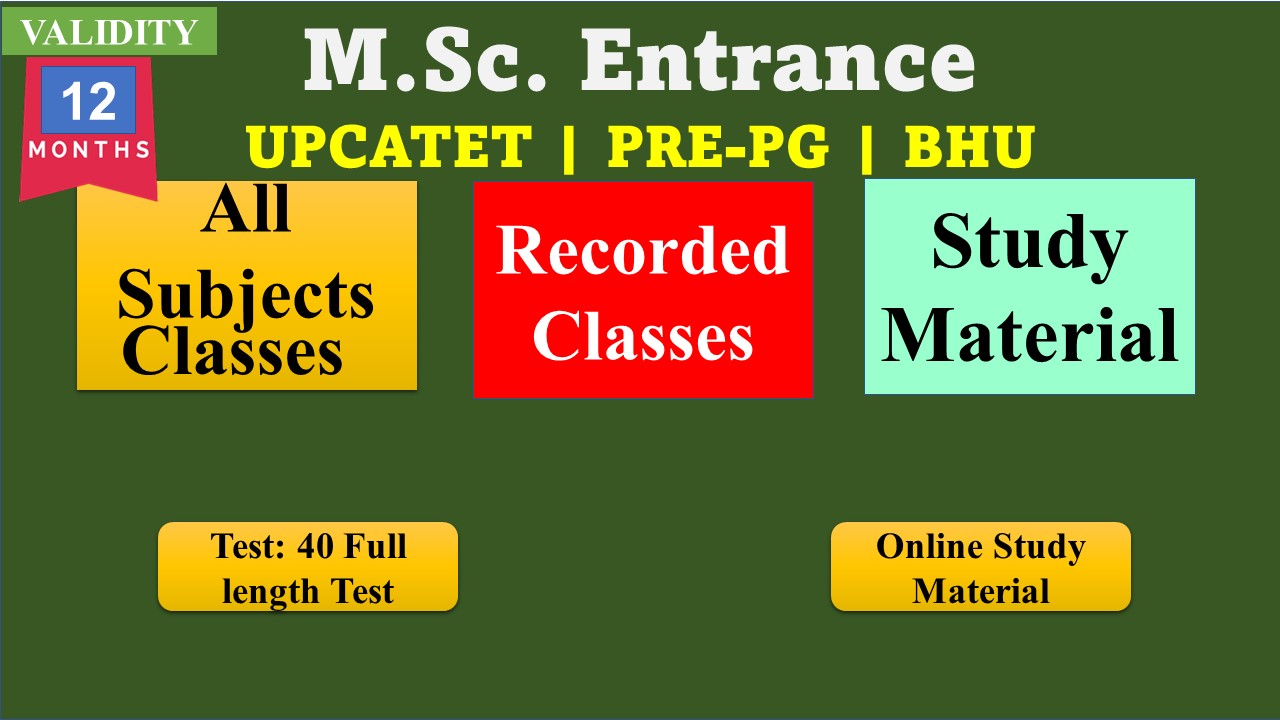 VALIDITY
12
MONTHS
M.Sc. Entrance
UPCATET | PRE-PG | BHU
All
Subjects
Classes
Recorded
Classes
Study
Material
Test: 40 Full
length Test
Online Study
Material